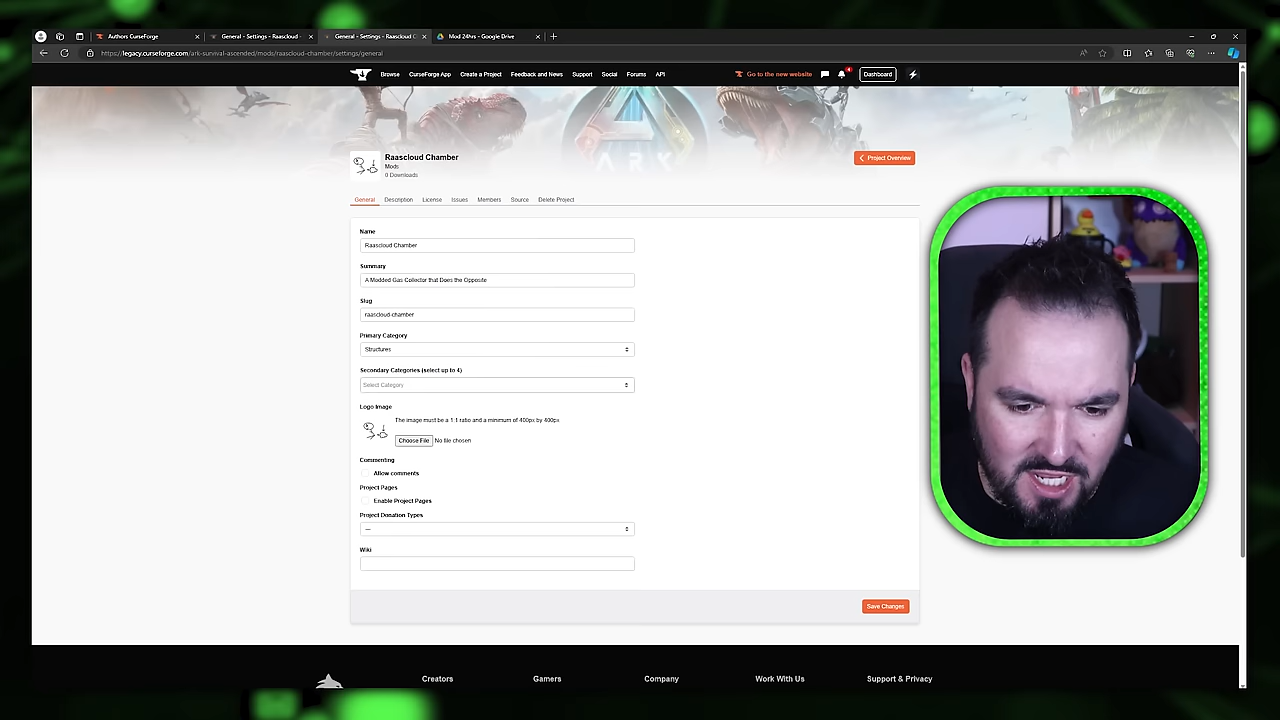 Authors CurseForge
General - Settings - Raascloud
General - Settings - Raascloud C
Mod 24hrs - Google Drive
https://legacy.curseforge.com/ark-survival-ascended/mods/raascloud-chamber/settings/general
Browse CurseForge App Create a Project Feedback and News Support Social Forums API
Go to the new website
4
Dashboard
ARK
Raascloud Chamber
Mods
0 Downloads
Project Overview
General Description License Issues Members Source Delete Project
Name
Raascloud Chamber
Summary
A Modded Gas Collector that Does the Opposite
Slug
raascloud-chamber
Primary Category
Structures
Secondary Categories (select up to 4)
Select Category
Logo Image
The image must be a 1:1 ratio and a minimum of 400px by 400px
Choose File No file chosen
Commenting
Allow comments
Project Pages
Enable Project Pages
Project Donation Types
---
Wiki
Save Changes
Creators Gamers Company Work With Us Support & Privacy